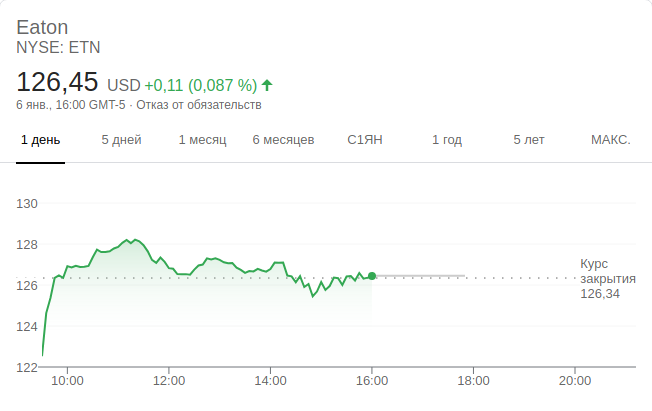 Eaton
NYSE: ETN
126,45 USD +0,11 (0,087 %)
6 янв., 16:00 GMT-5 · Отказ от обязательств
1 день 5 дней 1 месяц 6 месяцев С1ЯН 1 год 5 лет МАКС.
130
128
126
124
122
Курс
закрытия
126,34
10:00 12:00 14:00 16:00 18:00 20:00